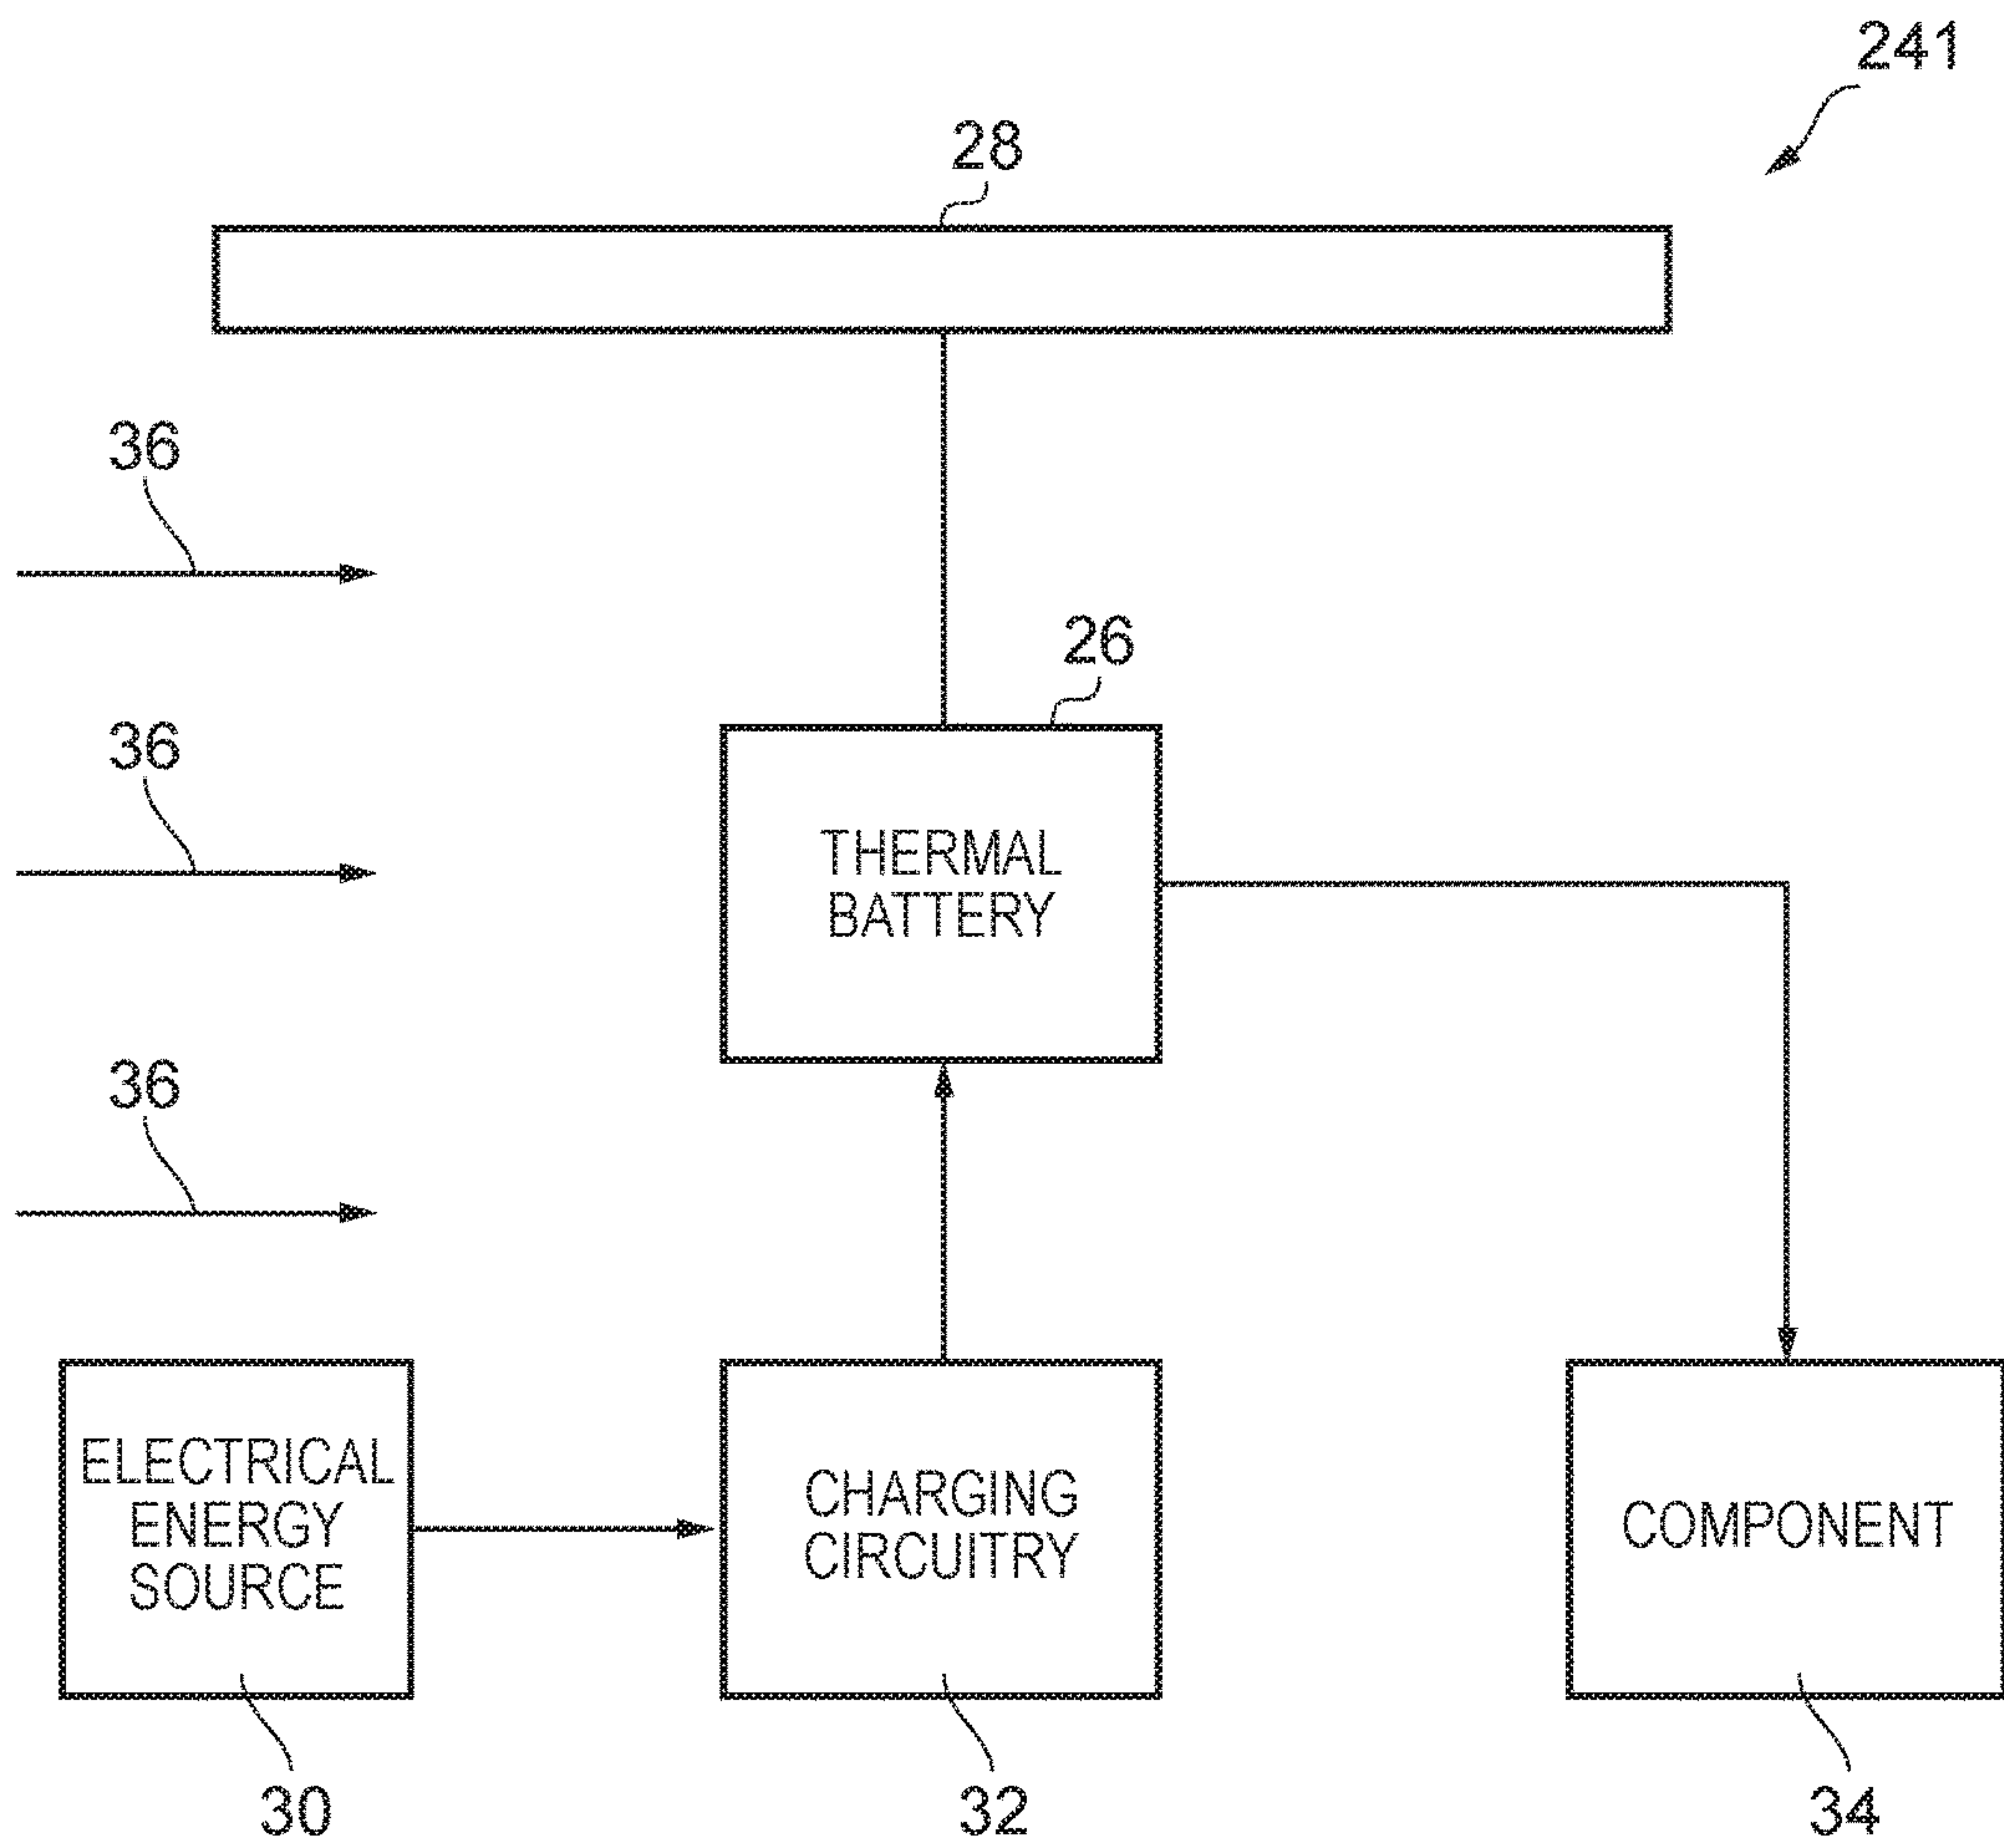 241
28
36
26
36
THERMAL
BATTERY
36
ELECTRICAL
ENERGY
SOURCE
CHARGING
CIRCUITRY
COMPONENT
30
32
34